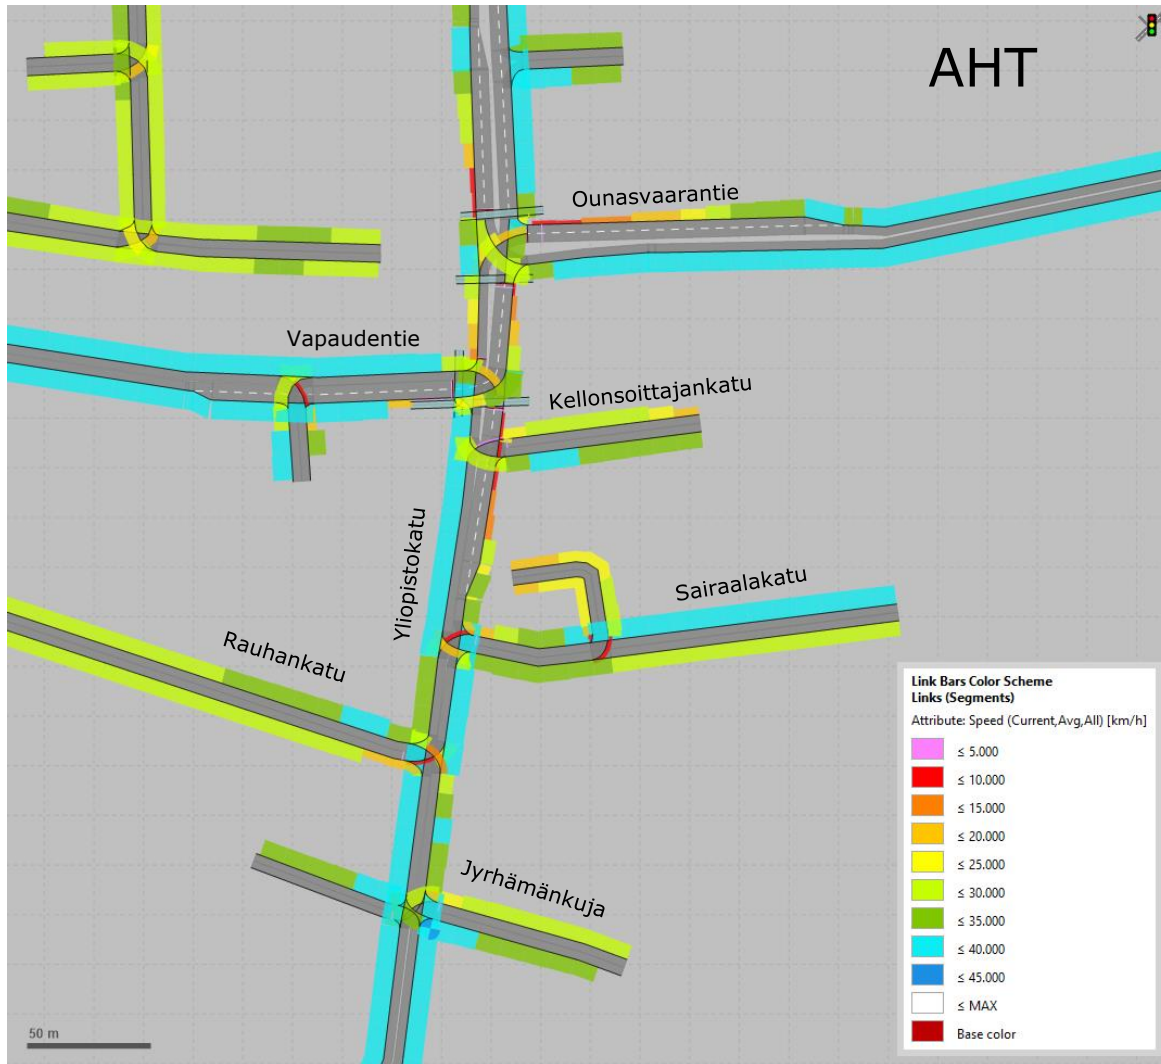 AHT
Ounasvaarantie
Vapaudentie
Kellonsoittajankatu
Yliopistokatu
Sairaalakatu
Rauhankatu
Jyrhämänkuja
Link Bars Color Scheme
Links (Segments)
Attribute: Speed (Current,Avg,All) [km/h]
≤ 5.000
≤ 10.000
≤ 15.000
≤ 20.000
≤ 25.000
≤ 30.000
≤ 35.000
≤ 40.000
≤ 45.000
≤ MAX
Base color
50 m